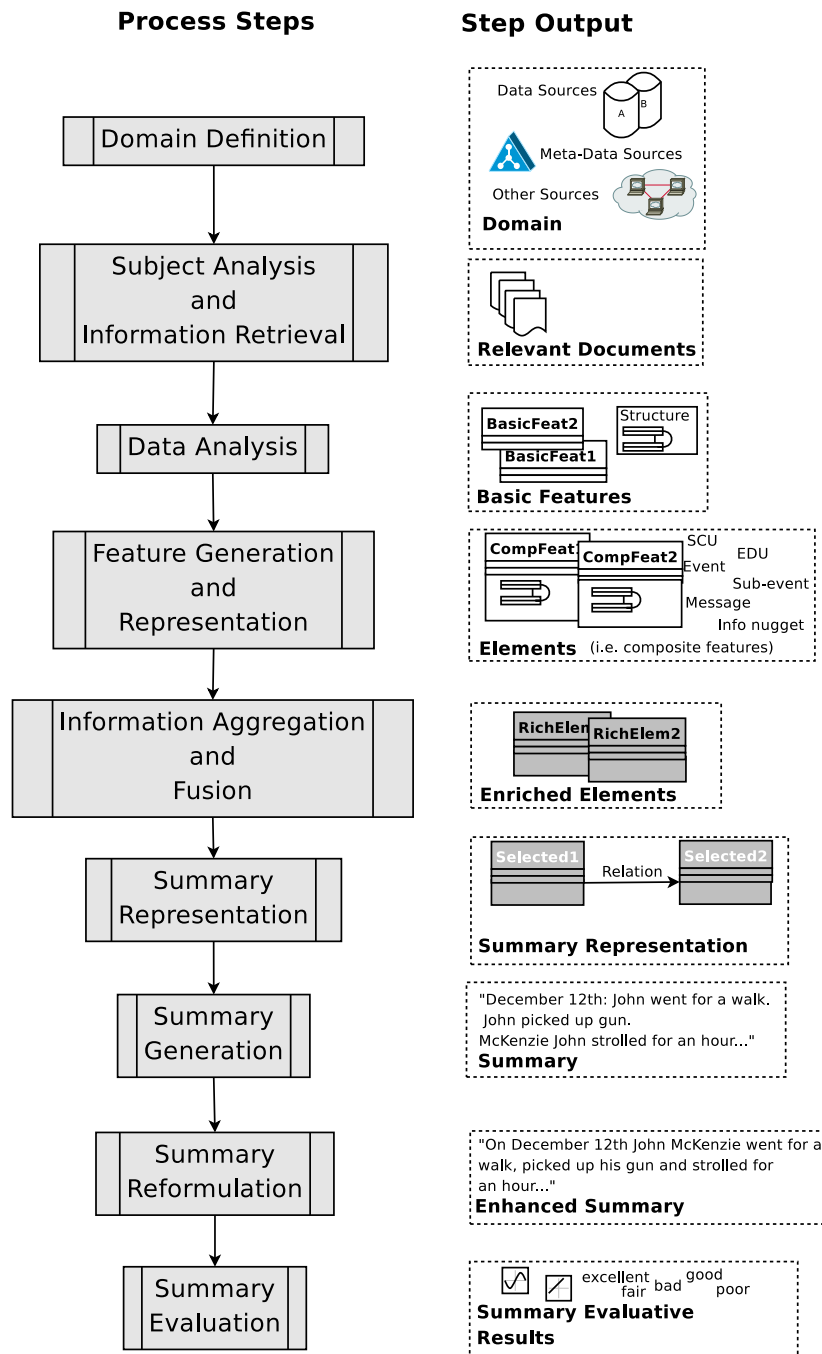 Process Steps
Step Output
Domain Definition
Data Sources
A
B
Meta-Data Sources
Other Sources
Domain
Subject Analysis
and
Information Retrieval
Relevant Documents
Data Analysis
BasicFeat2
BasicFeat1
Structure
Basic Features
Feature Generation
and
Representation
CompFeat1
CompFeat2
SCU
EDU
Event
Sub-event
Message
Info nugget
Elements (i.e. composite features)
Information Aggregation
and
Fusion
RichElem
RichElem2
Enriched Elements
Summary
Representation
Selected1
Relation
Selected2
Summary Representation
Summary
Generation
"December 12th: John went for a walk.
John picked up gun.
McKenzie John strolled for an hour..."
Summary
Summary
Reformulation
"On December 12th John McKenzie went for a
walk, picked up his gun and strolled for
an hour..."
Enhanced Summary
Summary
Evaluation
excellent
fair
bad
good
poor
Summary Evaluative
Results